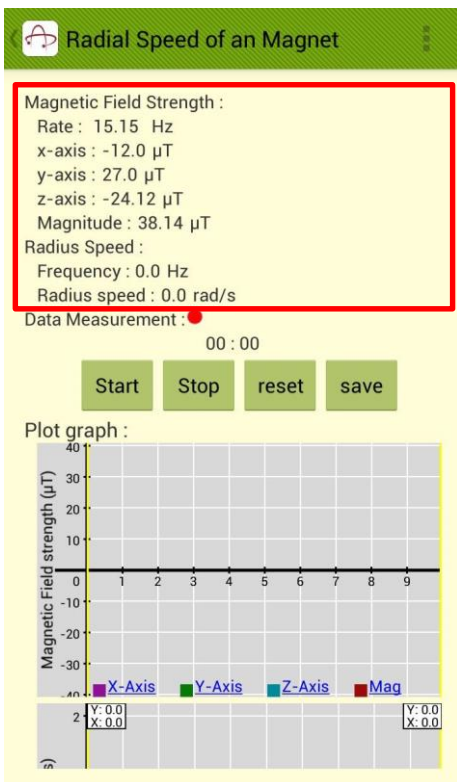 Radial Speed of an Magnet
Magnetic Field Strength :
Rate : 15.15 Hz
x-axis : -12.0 μT
y-axis : 27.0 μT
z-axis : -24.12 μT
Magnitude : 38.14 μT
Radius Speed :
Frequency : 0.0 Hz
Radius speed : 0.0 rad/s
Data Measurement :
00 : 00
Start Stop reset save
Plot graph :
Magnetic Field strength (μT)
40
30
20
10
0 1 2 3 4 5 6 7 8 9
-10
-20
-30
-40
X-Axis Y-Axis Z-Axis Mag
2 Y: 0.0 Y: 0.0
X: 0.0 X: 0.0
s)